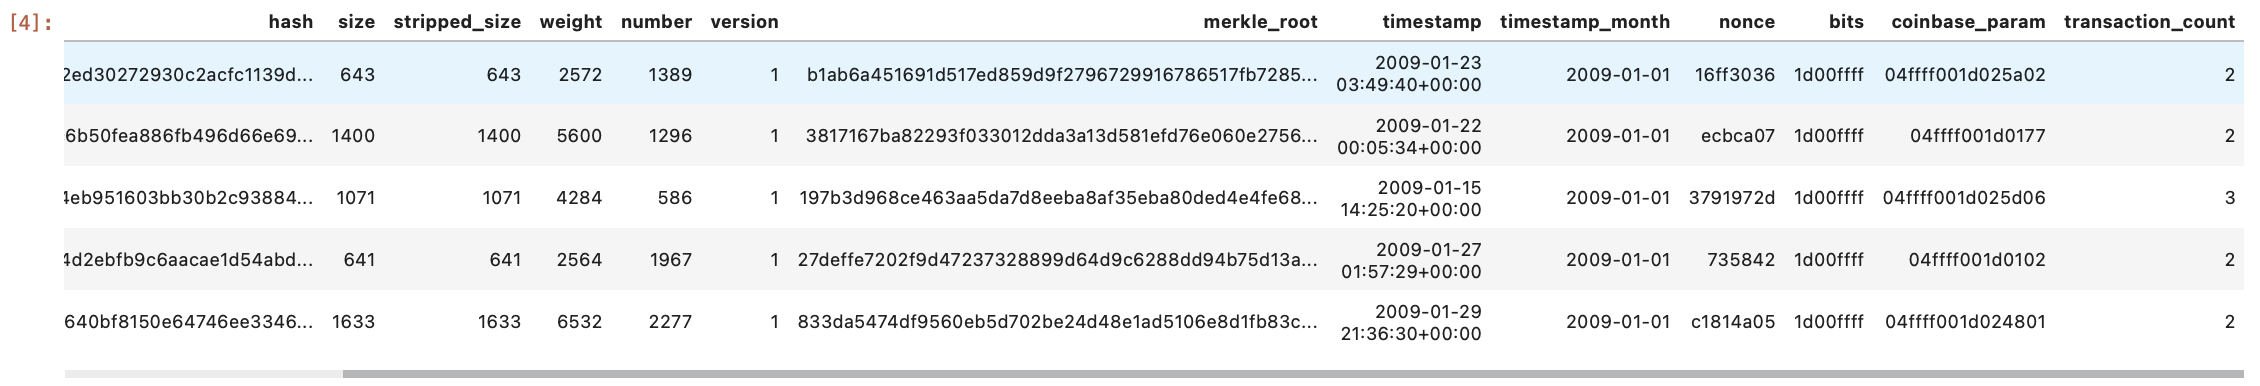 [4]:
hash size stripped_size weight number version merkle_root timestamp timestamp_month nonce bits coinbase_param transaction_count
2ed30272930c2acfc1139d... 643 643 2572 1389 1 b1ab6a451691d517ed859d9f2796729916786517fb7285... 2009-01-23 03:49:40+00:00 2009-01-01 16ff3036 1d00ffff 04ffff001d025a02 2
6b50fea886fb496d66e69... 1400 1400 5600 1296 1 3817167ba82293f033012dda3a13d581efd76e060e2756... 2009-01-22 00:05:34+00:00 2009-01-01 ecbca07 1d00ffff 04ffff001d0177 2
4eb951603bb30b2c93884... 1071 1071 4284 586 1 197b3d968ce463aa5da7d8eeba8af35eba80ded4e4fe68... 2009-01-15 14:25:20+00:00 2009-01-01 3791972d 1d00ffff 04ffff001d025d06 3
4d2ebfb9c6aacae1d54abd... 641 641 2564 1967 1 27deffe7202f9d47237328899d64d9c6288dd94b75d13a... 2009-01-27 01:57:29+00:00 2009-01-01 735842 1d00ffff 04ffff001d0102 2
640bf8150e64746ee3346... 1633 1633 6532 2277 1 833da5474df9560eb5d702be24d48e1ad5106e8d1fb83c... 2009-01-29 21:36:30+00:00 2009-01-01 c1814a05 1d00ffff 04ffff001d024801 2